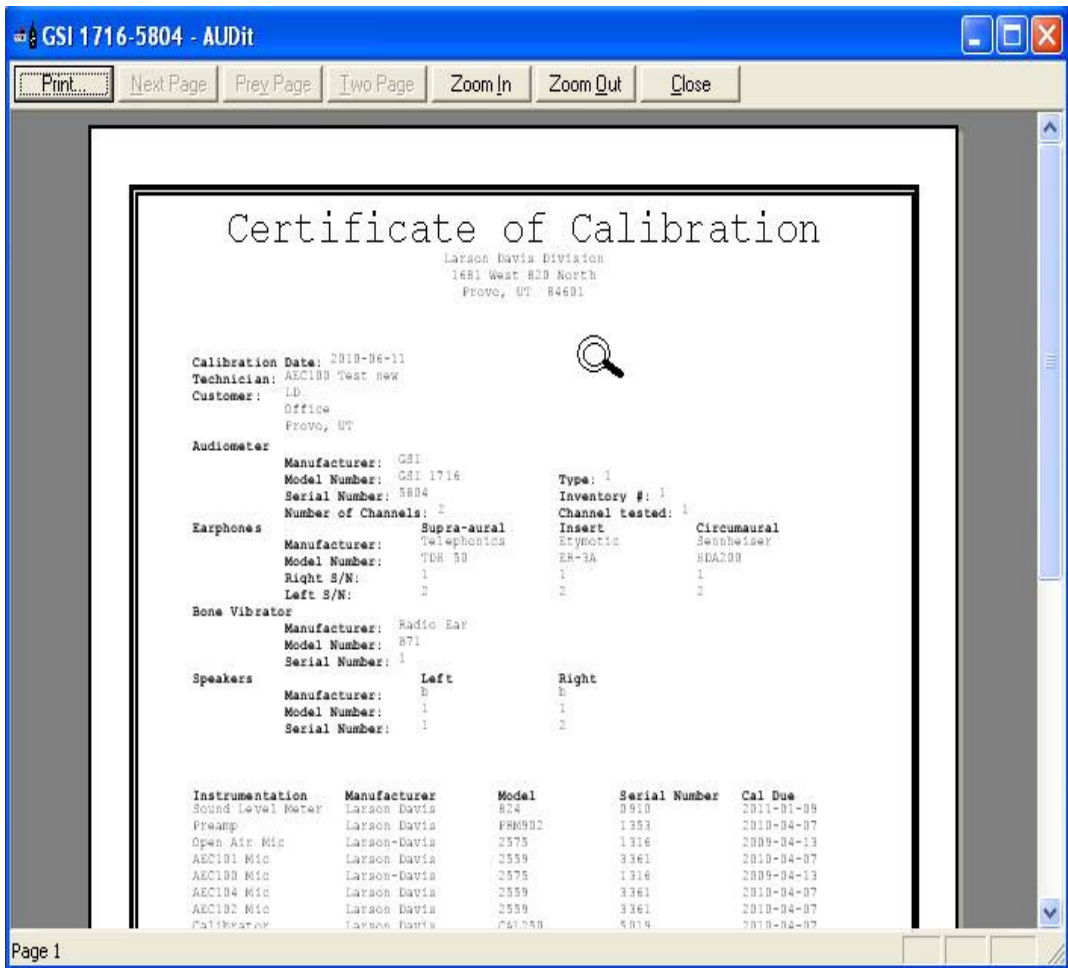 GSI 1716-5804 - AUDit
Print... Next Page Prev Page Two Page Zoom In Zoom Out Close
Certificate of Calibration
Larson Davis Division
1681 West 820 North
Provo, UT 84601
Calibration Date: 2010-06-11
Technician: AEC100 Test new
Customer: LD
Office
Provo, UT
Audiometer
Manufacturer: GSI
Model Number: GSI 1716 Type: 1
Serial Number: 5804 Inventory #: 1
Number of Channels: 2 Channel tested: 1
Earphones Supra-aural Insert Circumaural
Manufacturer: Telephonics Etymotic Sennheiser
Model Number: TDH 50 ER-3A HDA200
Right S/N: 1 1 1
Left S/N: 2 2 2
Bone Vibrator
Manufacturer: Radio Ear
Model Number: B71
Serial Number: 1
Speakers Left Right
Manufacturer: b b
Model Number: 1 1
Serial Number: 1 2
Instrumentation Manufacturer Model Serial Number Cal Due
Sound Level Meter Larson Davis 824 0910 2011-01-09
Preamp Larson Davis PRM902 1353 2010-04-07
Open Air Mic Larson-Davis 2575 1316 2009-04-13
AEC101 Mic Larson Davis 2559 3361 2010-04-07
AEC100 Mic Larson-Davis 2575 1316 2009-04-13
AEC104 Mic Larson Davis 2559 3361 2010-04-07
AEC102 Mic Larson Davis 2559 3361 2010-04-07
Calibrator Larson Davis CAL250 5019 2010-04-07
Page 1